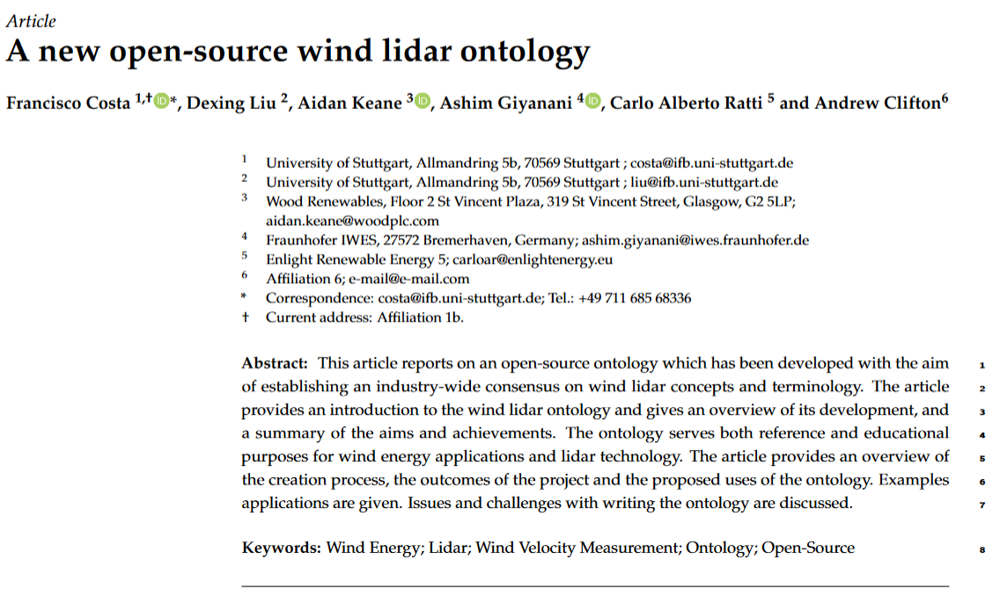 Article
A new open-source wind lidar ontology
Francisco Costa 1,† iD *, Dexing Liu 2, Aidan Keane 3 iD, Ashim Giyanani 4 iD, Carlo Alberto Ratti 5 and Andrew Clifton6
1 University of Stuttgart, Allmandring 5b, 70569 Stuttgart ; costa@ifb.uni-stuttgart.de
2 University of Stuttgart, Allmandring 5b, 70569 Stuttgart ; liu@ifb.uni-stuttgart.de
3 Wood Renewables, Floor 2 St Vincent Plaza, 319 St Vincent Street, Glasgow, G2 5LP;
aidan.keane@woodplc.com
4 Fraunhofer IWES, 27572 Bremerhaven, Germany; ashim.giyanani@iwes.fraunhofer.de
5 Enlight Renewable Energy 5; carloar@enlightenergy.eu
6 Affiliation 6; e-mail@e-mail.com
* Correspondence: costa@ifb.uni-stuttgart.de; Tel.: +49 711 685 68336
† Current address: Affiliation 1b.
Abstract: This article reports on an open-source ontology which has been developed with the aim 1
of establishing an industry-wide consensus on wind lidar concepts and terminology. The article 2
provides an introduction to the wind lidar ontology and gives an overview of its development, and 3
a summary of the aims and achievements. The ontology serves both reference and educational 4
purposes for wind energy applications and lidar technology. The article provides an overview of 5
the creation process, the outcomes of the project and the proposed uses of the ontology. Examples 6
applications are given. Issues and challenges with writing the ontology are discussed. 7
Keywords: Wind Energy; Lidar; Wind Velocity Measurement; Ontology; Open-Source 8